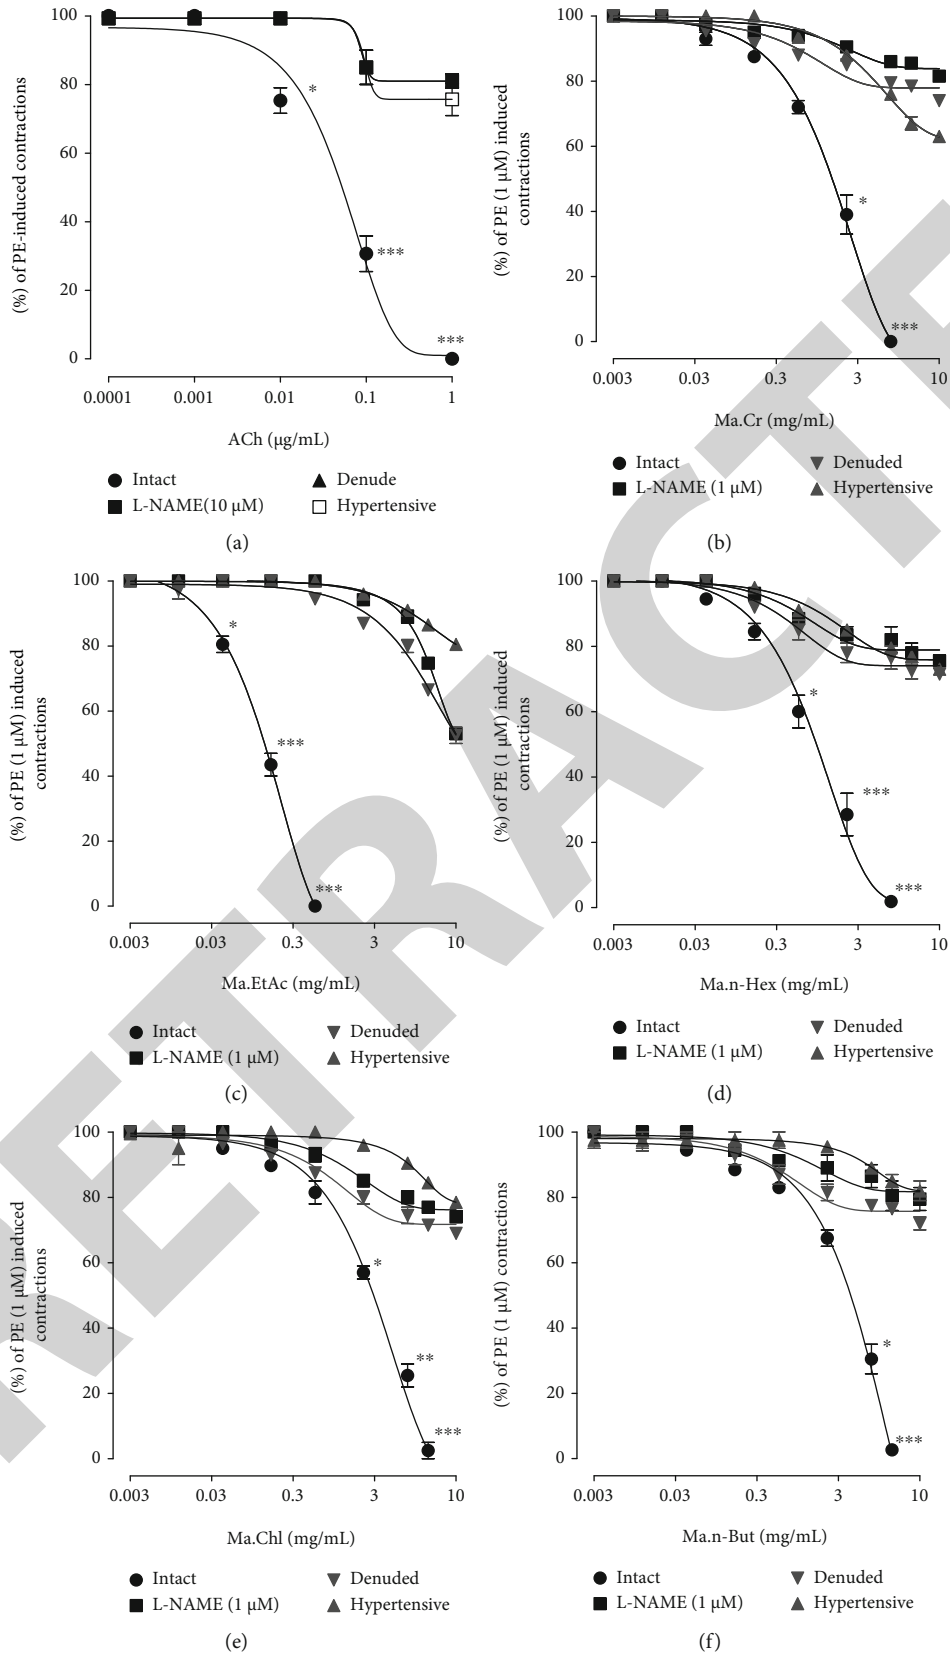 100
80
60
40
20
0
(%) of PE-induced contractions
*
***
***
0.0001 0.001 0.01 0.1 1
ACh (μg/mL)
Intact Denude
L-NAME(10 μM) Hypertensive
(a)
100
80
60
40
20
0
(%) of PE (1 μM) induced
contractions
*
***
0.003 0.03 0.3 3 10
Ma.Cr (mg/mL)
Intact Denuded
L-NAME (1 μM) Hypertensive
(b)
100
80
60
40
20
0
(%) of PE (1 μM) induced
contractions
*
***
***
0.003 0.03 0.3 3 10
Ma.EtAc (mg/mL)
Intact Denuded
L-NAME (1 μM) Hypertensive
(c)
100
80
60
40
20
0
(%) of PE (1 μM) induced
contractions
*
***
***
0.003 0.03 0.3 3 10
Ma.n-Hex (mg/mL)
Intact Denuded
L-NAME (1 μM) Hypertensive
(d)
100
80
60
40
20
0
(%) of PE (1 μM) induced
contractions
*
**
***
0.003 0.03 0.3 3 10
Ma.Chl (mg/mL)
Intact Denuded
L-NAME (1 μM) Hypertensive
(e)
100
80
60
40
20
0
(%) of PE (1 μM) contractions
*
***
0.003 0.03 0.3 3 10
Ma.n-But (mg/mL)
Intact Denuded
L-NAME (1 μM) Hypertensive
(f)
RETRACTE